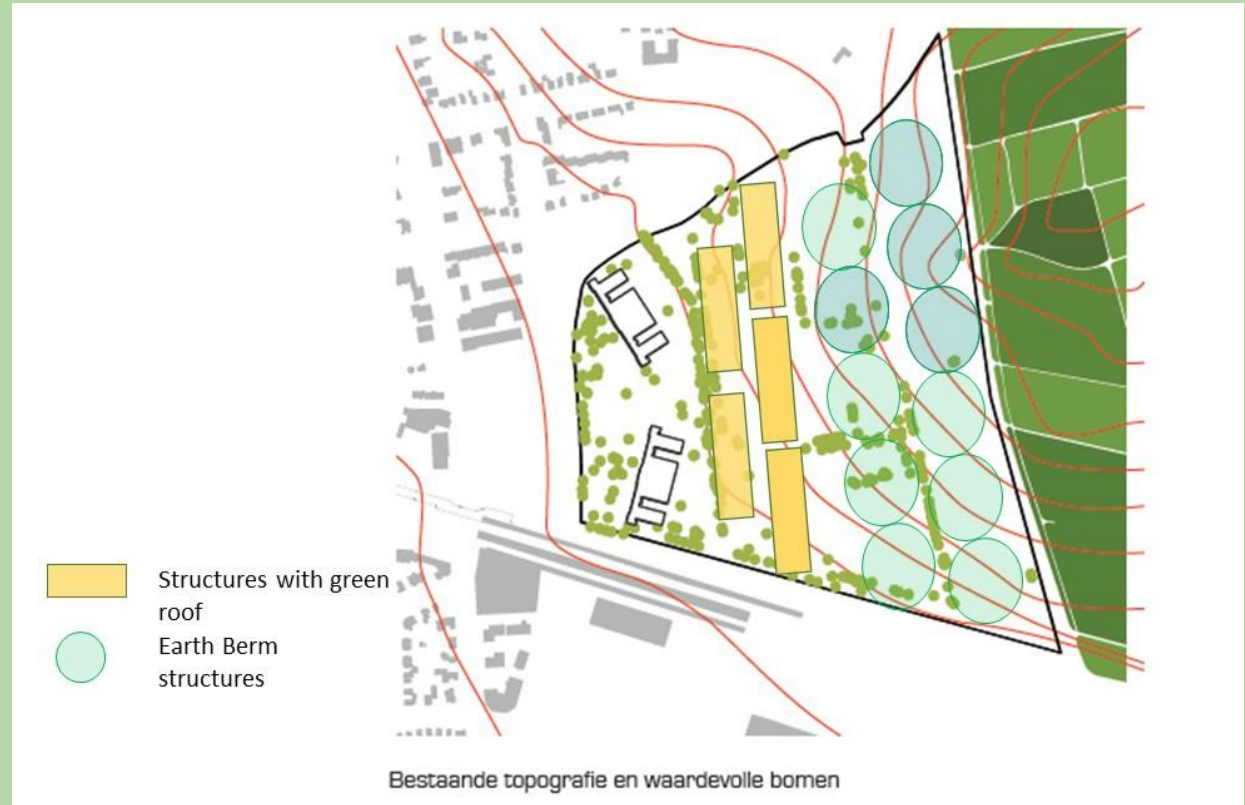 Structures with green
roof
Earth Berm
structures
Bestaande topografie en waardevolle bomen